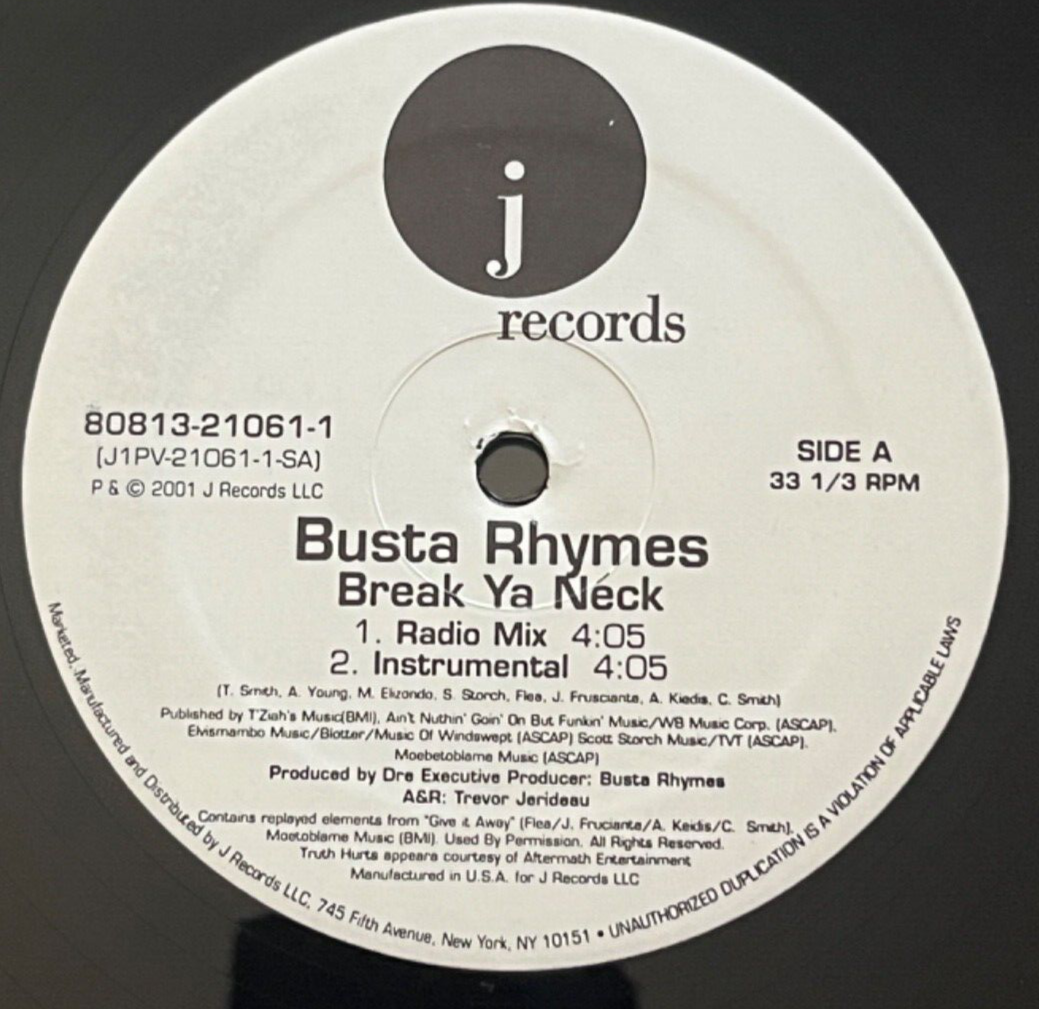 j
records
80813-21061-1
(J1PV-21061-1-SA)
P & © 2001 J Records LLC
SIDE A
33 1/3 RPM
Busta Rhymes
Break Ya Neck
1. Radio Mix 4:05
2. Instrumental 4:05
(T. Smith, A. Young, M. Elizondo, S. Storch, Flea, J. Frusciante, A. Kiedis, C. Smith)
Published by T'Ziah's Music(BMI), Ain't Nuthin' Goin' On But Funkin' Music/WB Music Corp. (ASCAP),
Elvismambo Music/Blotter/Music Of Windswept (ASCAP) Scott Storch Music/TVT (ASCAP),
Moebetoblame Music (ASCAP)
Produced by Dre Executive Producer: Busta Rhymes
A&R: Trevor Jerideau
Contains replayed elements from "Give it Away" (Flea/J. Fruciante/A. Keidis/C. Smith),
Moetoblame Music (BMI). Used By Permission. All Rights Reserved.
Truth Hurts appears courtesy of Aftermath Entertainment
Manufactured in U.S.A. for J Records LLC
Marketed, Manufactured and Distributed by J Records LLC, 745 Fifth Avenue, New York, NY 10151 • UNAUTHORIZED DUPLICATION IS A VIOLATION OF APPLICABLE LAWS